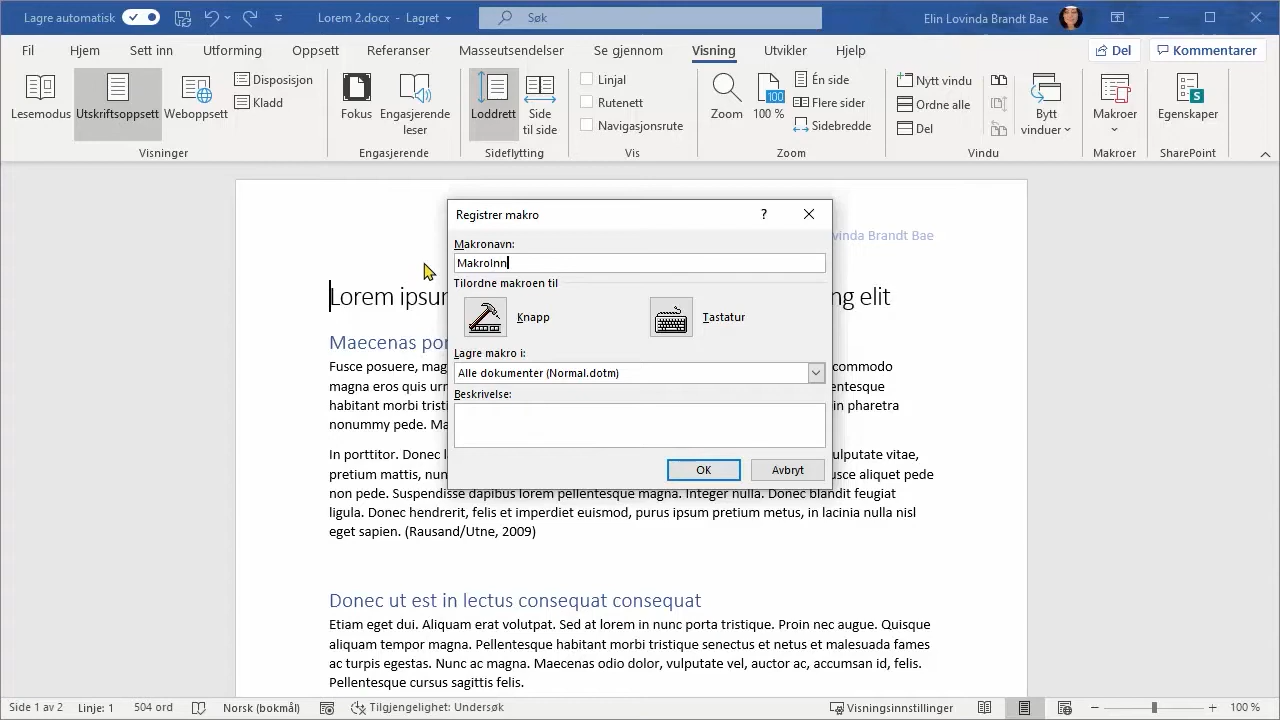 Lagre automatisk
Lorem 2.docx - Lagret
Søk
Elin Lovinda Brandt Bae
Fil Hjem Sett inn Utforming Oppsett Referanser Masseutsendelser Se gjennom Visning Utvikler Hjelp Del Kommentarer
Lesemodus
Utskriftsoppsett
Weboppsett
Disposisjon
Kladd
Visninger
Fokus
Engasjerende leser
Engasjerende
Loddrett
Side til side
Sideflytting
Linjal
Rutenett
Navigasjonsrute
Vis
Zoom
100
100 %
Én side
Flere sider
Sidebredde
Zoom
Nytt vindu
Ordne alle
Del
Bytt vinduer
Vindu
Makroer
Makroer
S
Egenskaper
SharePoint
vinda Brandt Bae
Registrer makro
?
Makronavn:
MakroInn
Tilordne makroen til
Knapp
Tastatur
Lagre makro i:
Alle dokumenter (Normal.dotm)
Beskrivelse:
OK
Avbryt
Lorem ipsu ng elit
Maecenas por
Fusce posuere, mag commodo
magna eros quis urn entesque
habitant morbi tristi in pharetra
nonummy pede. Ma
In porttitor. Donec l ulputate vitae,
pretium mattis, nun usce aliquet pede
non pede. Suspendisse dapibus lorem pellentesque magna. Integer nulla. Donec blandit feugiat
ligula. Donec hendrerit, felis et imperdiet euismod, purus ipsum pretium metus, in lacinia nulla nisl
eget sapien. (Rausand/Utne, 2009)
Donec ut est in lectus consequat consequat
Etiam eget dui. Aliquam erat volutpat. Sed at lorem in nunc porta tristique. Proin nec augue. Quisque
aliquam tempor magna. Pellentesque habitant morbi tristique senectus et netus et malesuada fames
ac turpis egestas. Nunc ac magna. Maecenas odio dolor, vulputate vel, auctor ac, accumsan id, felis.
Pellentesque cursus sagittis felis.
Side 1 av 2 Linje: 1 504 ord Norsk (bokmål) Tilgjengelighet: Undersøk Visningsinnstillinger 100 %